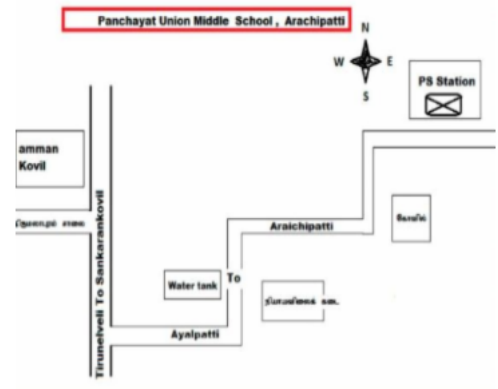 Panchayat Union Middle School, Arachipatti
N
W E
S
PS Station
amman
Kovil
Tirunelveli To Sankarankovil
Araichipatti
கோவில்
Water tank
To
Ayalpatti